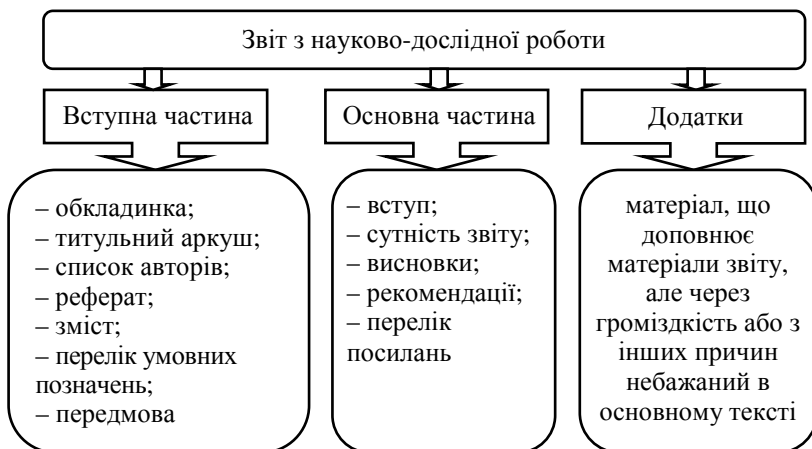 Звіт з науково-дослідної роботи
Вступна частина
– обкладинка;
– титульний аркуш;
– список авторів;
– реферат;
– зміст;
– перелік умовних
позначень;
– передмова
Основна частина
– вступ;
– сутність звіту;
– висновки;
– рекомендації;
– перелік
посилань
Додатки
матеріал, що
доповнює
матеріали звіту,
але через
громіздкість або з
інших причин
небажаний в
основному тексті